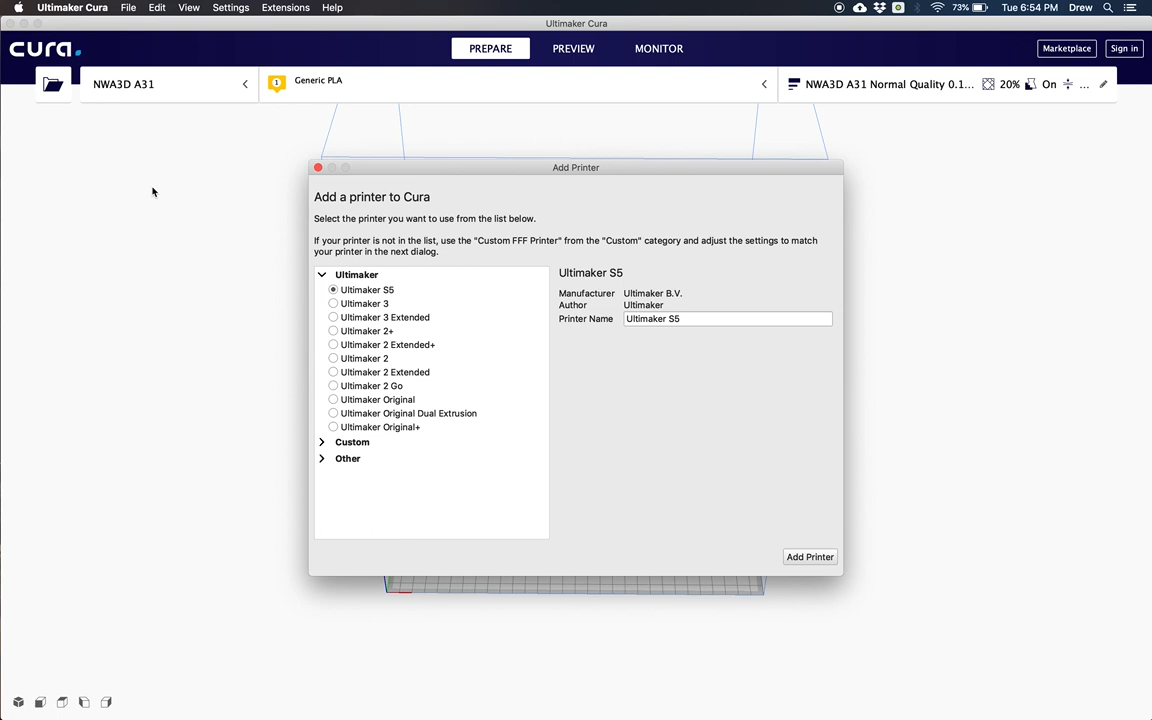 Ultimaker Cura File Edit View Settings Extensions Help 73% Tue 6:54 PM Drew
Ultimaker Cura
cura. PREPARE PREVIEW MONITOR Marketplace Sign in
NWA3D A31 1 Generic PLA NWA3D A31 Normal Quality 0.1... 20% On ...
Add Printer
Add a printer to Cura
Select the printer you want to use from the list below.
If your printer is not in the list, use the "Custom FFF Printer" from the "Custom" category and adjust the settings to match
your printer in the next dialog.
Ultimaker
Ultimaker S5
Ultimaker 3
Ultimaker 3 Extended
Ultimaker 2+
Ultimaker 2 Extended+
Ultimaker 2
Ultimaker 2 Extended
Ultimaker 2 Go
Ultimaker Original
Ultimaker Original Dual Extrusion
Ultimaker Original+
Custom
Other
Ultimaker S5
Manufacturer Ultimaker B.V.
Author Ultimaker
Printer Name Ultimaker S5
Add Printer